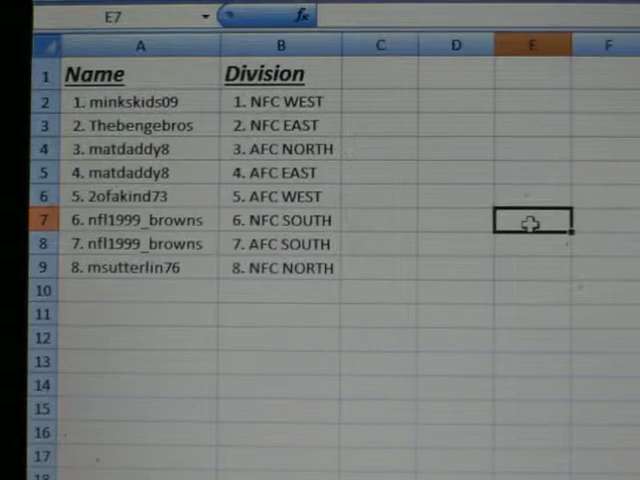 E7 fx
A B C D E F
1 Name Division
2 1. minkskids09 1. NFC WEST
3 2. Thebengebros 2. NFC EAST
4 3. matdaddy8 3. AFC NORTH
5 4. matdaddy8 4. AFC EAST
6 5. 2ofakind73 5. AFC WEST
7 6. nfl1999_browns 6. NFC SOUTH
8 7. nfl1999_browns 7. AFC SOUTH
9 8. msutterlin76 8. NFC NORTH
10
11
12
13
14
15
16
17
18